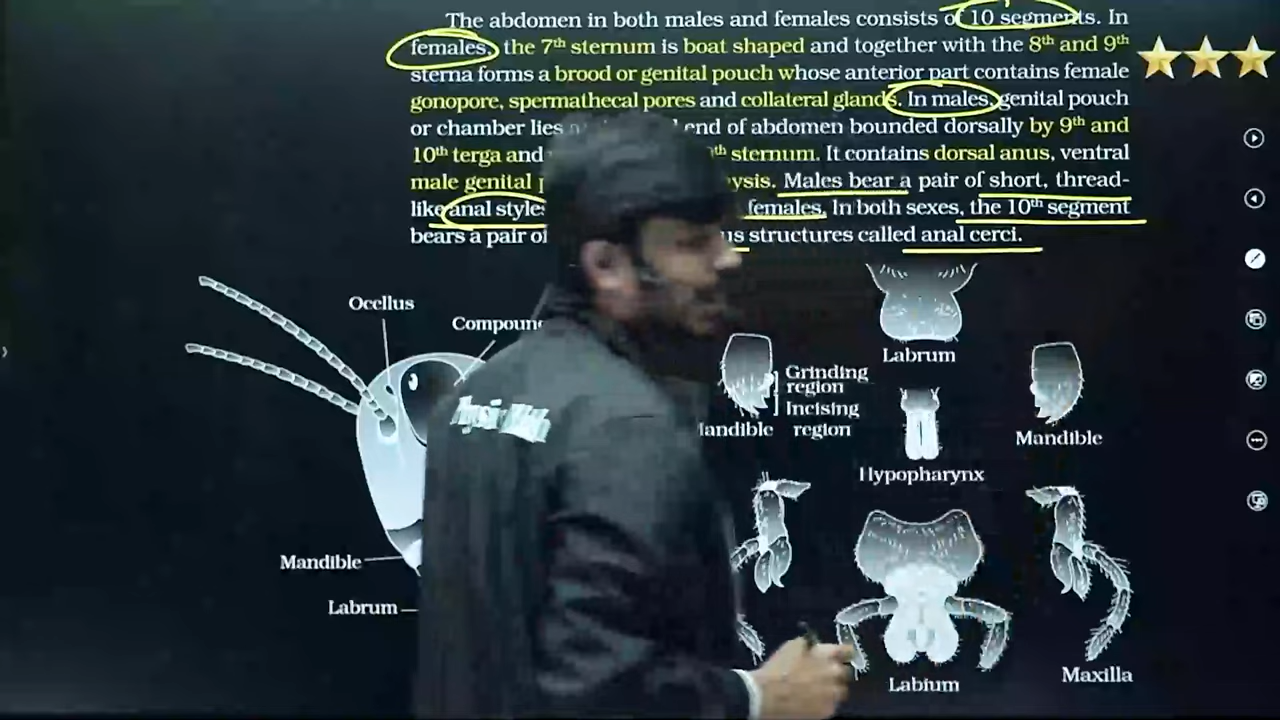 The abdomen in both males and females consists of 10 segments. In
females, the 7th sternum is boat shaped and together with the 8th and 9th
sterna forms a brood or genital pouch whose anterior part contains female
gonopore, spermathecal pores and collateral glands. In males, genital pouch
or chamber lies end of abdomen bounded dorsally by 9th and
10th terga and sternum. It contains dorsal anus, ventral
male genital Males bear a pair of short, thread-
like anal styles females. In both sexes, the 10th segment
bears a pair of structures called anal cerci.
Ocellus
Compound
Labrum
Grinding
region
Incising
region
Mandible
Mandible
Hypopharynx
Mandible
Labrum
Maxilla
Labium